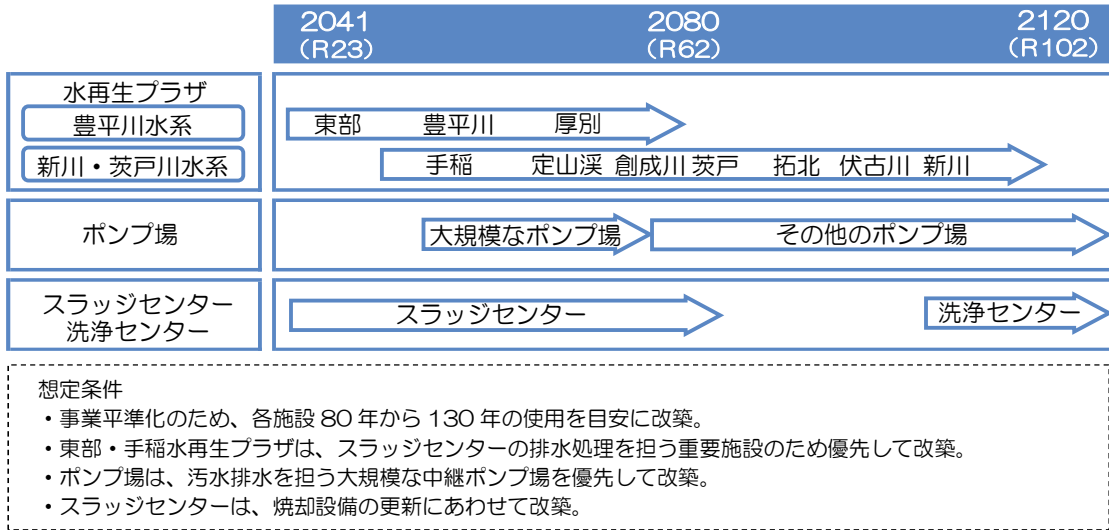 2041 2080 2120
(R23) (R62) (R102)
水再生プラザ
豊平川水系
東部 豊平川 厚別
新川・茨戸川水系
手稲 定山渓 創成川 茨戸 拓北 伏古川 新川
ポンプ場
大規模なポンプ場 その他のポンプ場
スラッジセンター
洗浄センター
スラッジセンター 洗浄センター
想定条件
・事業平準化のため、各施設 80 年から 130 年の使用を目安に改築。
・東部・手稲水再生プラザは、スラッジセンターの排水処理を担う重要施設のため優先して改築。
・ポンプ場は、汚水排水を担う大規模な中継ポンプ場を優先して改築。
・スラッジセンターは、焼却設備の更新にあわせて改築。